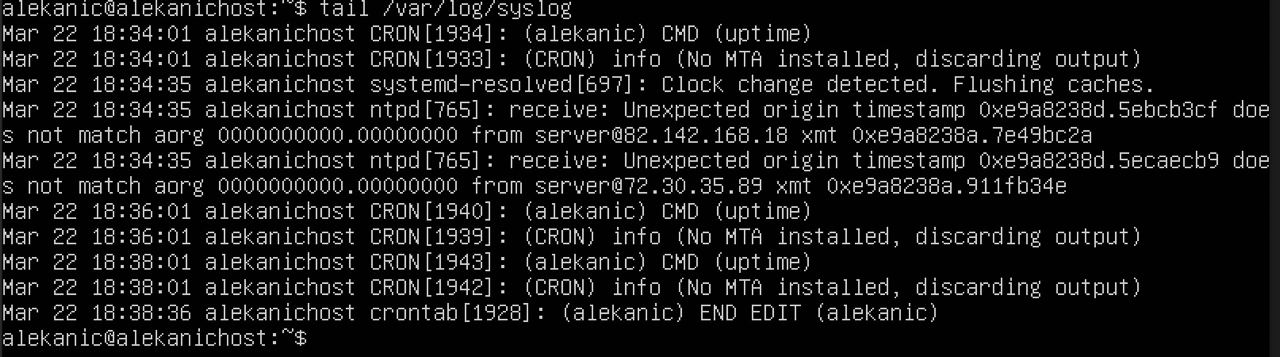 alekanic@alekanichost:~$ tail /var/log/syslog
Mar 22 18:34:01 alekanichost CRON[1934]: (alekanic) CMD (uptime)
Mar 22 18:34:01 alekanichost CRON[1933]: (CRON) info (No MTA installed, discarding output)
Mar 22 18:34:35 alekanichost systemd-resolved[697]: Clock change detected. Flushing caches.
Mar 22 18:34:35 alekanichost ntpd[765]: receive: Unexpected origin timestamp 0xe9a8238d.5ebcb3cf doe
s not match aorg 0000000000.00000000 from server@82.142.168.18 xmt 0xe9a8238a.7e49bc2a
Mar 22 18:34:35 alekanichost ntpd[765]: receive: Unexpected origin timestamp 0xe9a8238d.5ecaecb9 doe
s not match aorg 0000000000.00000000 from server@72.30.35.89 xmt 0xe9a8238a.911fb34e
Mar 22 18:36:01 alekanichost CRON[1940]: (alekanic) CMD (uptime)
Mar 22 18:36:01 alekanichost CRON[1939]: (CRON) info (No MTA installed, discarding output)
Mar 22 18:38:01 alekanichost CRON[1943]: (alekanic) CMD (uptime)
Mar 22 18:38:01 alekanichost CRON[1942]: (CRON) info (No MTA installed, discarding output)
Mar 22 18:38:36 alekanichost crontab[1928]: (alekanic) END EDIT (alekanic)
alekanic@alekanichost:~$